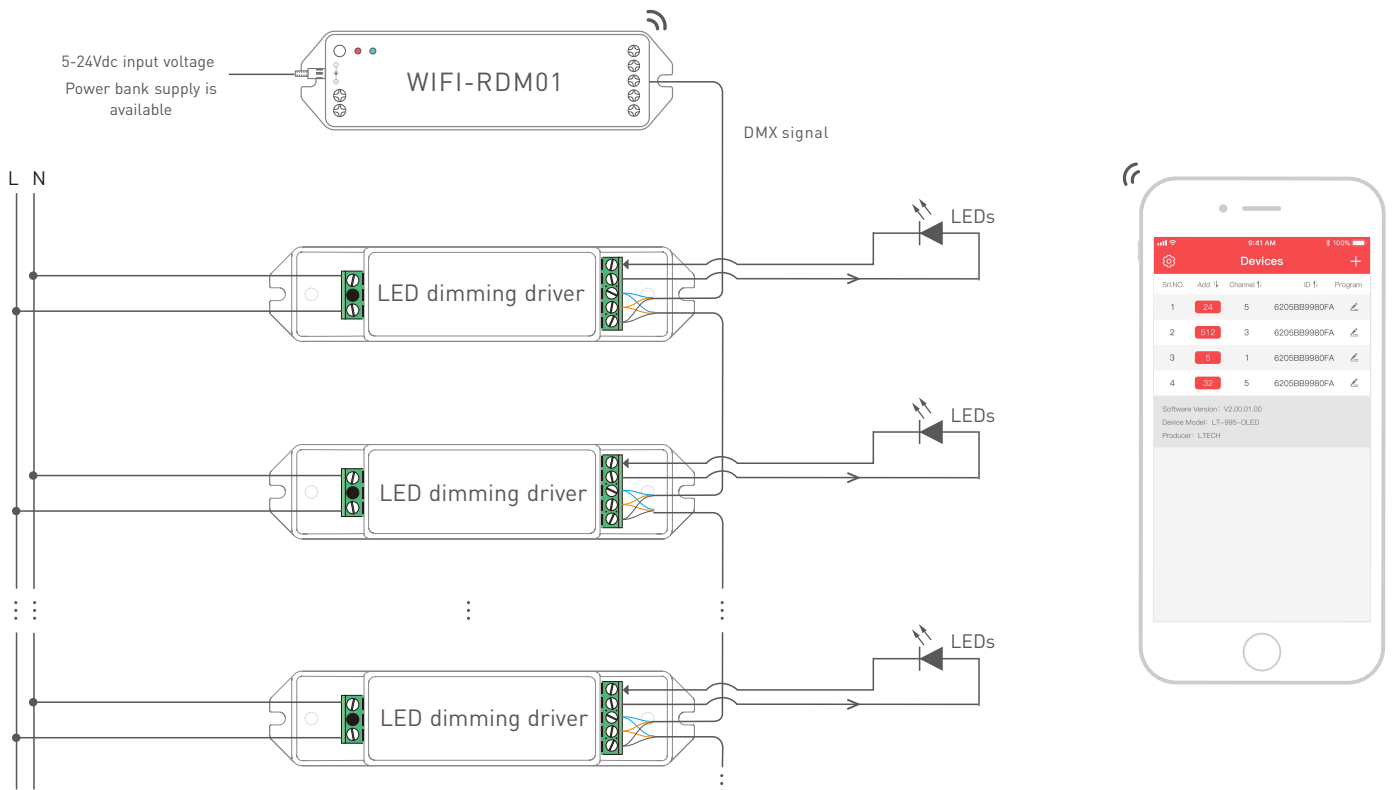 5-24Vdc input voltage
Power bank supply is
available
WIFI-RDM01
DMX signal
L N
LED dimming driver
LEDs
LED dimming driver
LEDs
LED dimming driver
LEDs
9:41 AM
100%
Devices
Srl.NO. Add Channel ID Program
1 24 5 6205BB9980FA
2 512 3 6205BB9980FA
3 5 1 6205BB9980FA
4 32 5 6205BB9980FA
Software Version: V2.00.01.00
Device Model: LT-995-OLED
Producer: LTECH